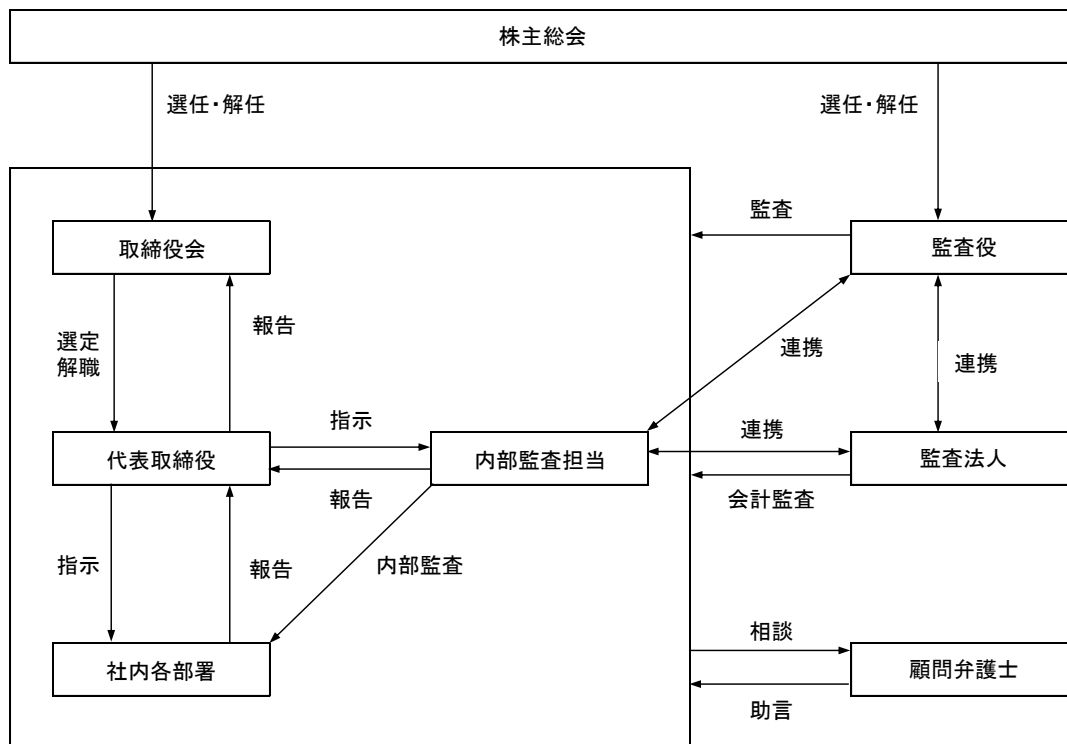 株主総会
選任・解任
選任・解任
監査
取締役会
監査役
報告
選定
解職
連携
連携
指示
連携
代表取締役
内部監査担当
監査法人
報告
会計監査
指示
報告
内部監査
相談
社内各部署
顧問弁護士
助言